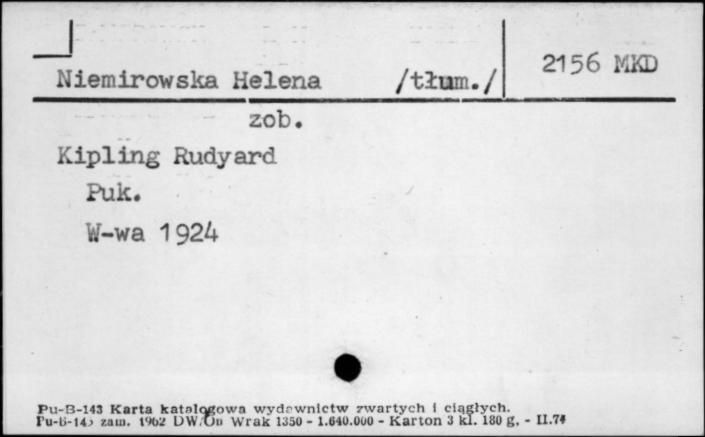 2156 MKD
Niemirowska Helena /tłum./
zob.
Kipling Rudyard
Puk.
W-wa 1924
Pu-B-143 Karta katalogowa wydawnictw zwartych i ciągłych.
Pu-B-143 zam. 1962 DW/On Wrak 1350 - 1.640.000 - Karton 3 kl. 180 g. - II.74